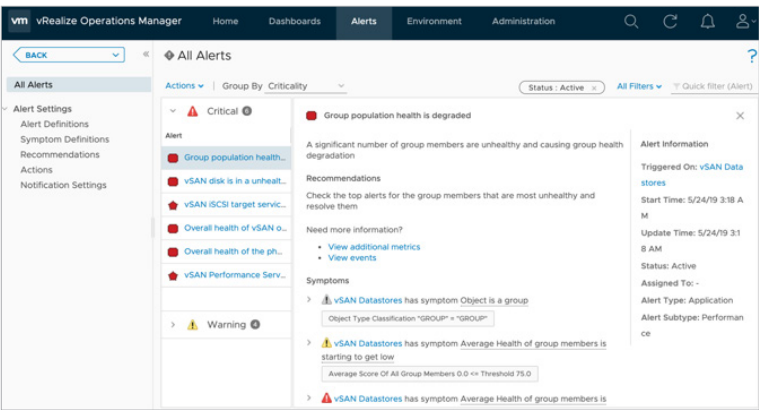 vm vRealize Operations Manager Home Dashboards Alerts Environment Administration
BACK
All Alerts
Alert Settings
Alert Definitions
Symptom Definitions
Recommendations
Actions
Notification Settings
All Alerts
?
Actions | Group By Criticality
Status : Active ×
All Filters
Quick filter (Alert)
Critical 6
Alert
Group population health...
vSAN disk is in a unhealt...
vSAN iSCSI target servic...
Overall health of vSAN o...
Overall health of the ph...
vSAN Performance Serv...
Warning 4
Group population health is degraded
A significant number of group members are unhealthy and causing group health
degradation
Recommendations
Check the top alerts for the group members that are most unhealthy and
resolve them
Need more information?
• View additional metrics
• View events
Symptoms
vSAN Datastores has symptom Object is a group
Object Type Classification "GROUP" = "GROUP"
vSAN Datastores has symptom Average Health of group members is
starting to get low
Average Score Of All Group Members 0.0 <= Threshold 75.0
vSAN Datastores has symptom Average Health of group members is
Alert Information
Triggered On: vSAN Data
stores
Start Time: 5/24/19 3:18 A
M
Update Time: 5/24/19 3:1
8 AM
Status: Active
Assigned To: -
Alert Type: Application
Alert Subtype: Performan
ce